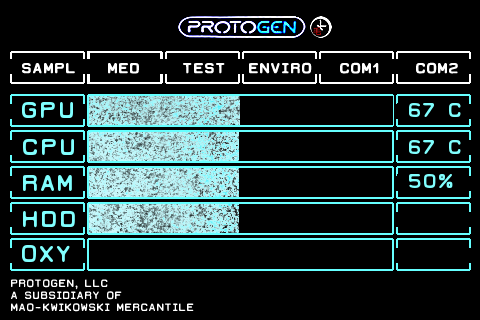 PROTOGEN
SAMPL MED TEST ENVIRO COM1 COM2
GPU 67 C
CPU 67 C
RAM 50%
HDD
OXY
PROTOGEN, LLC
A SUBSIDIARY OF
MAO-KWIKOWSKI MERCANTILE